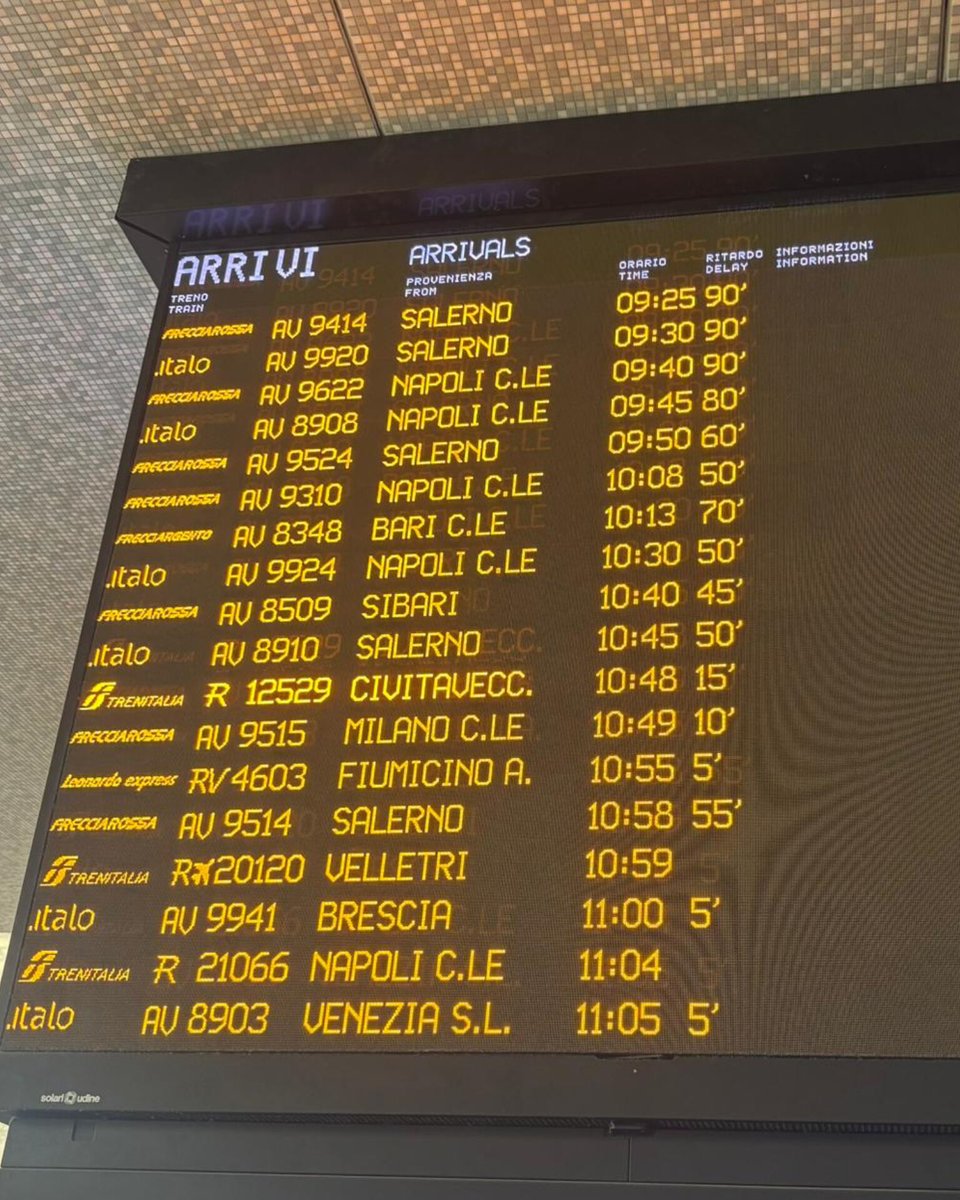 ARRIVI ARRIVALS
TRENO PROVENIENZA ORARIO RITARDO INFORMAZIONI
TRAIN FROM TIME DELAY INFORMATION
FRECCIAROSSA AV 9414 SALERNO 09:25 90'
.italo AV 9920 SALERNO 09:30 90'
FRECCIAROSSA AV 9622 NAPOLI C.LE 09:40 90'
.italo AV 8908 NAPOLI C.LE 09:45 80'
FRECCIAROSSA AV 9524 SALERNO 09:50 60'
FRECCIAROSSA AV 9310 NAPOLI C.LE 10:08 50'
FRECCIARGENTO AV 8348 BARI C.LE 10:13 70'
.italo AV 9924 NAPOLI C.LE 10:30 50'
FRECCIAROSSA AV 8509 SIBARI 10:40 45'
.italo AV 8910 SALERNO 10:45 50'
TRENITALIA R 12529 CIVITAVECC. 10:48 15'
FRECCIAROSSA AV 9515 MILANO C.LE 10:49 10'
Leonardo express RV 4603 FIUMICINO A. 10:55 5'
FRECCIAROSSA AV 9514 SALERNO 10:58 55'
TRENITALIA R 20120 VELLETRI 10:59
.italo AV 9941 BRESCIA 11:00 5'
TRENITALIA R 21066 NAPOLI C.LE 11:04
.italo AV 8903 VENEZIA S.L. 11:05 5'
solari udine